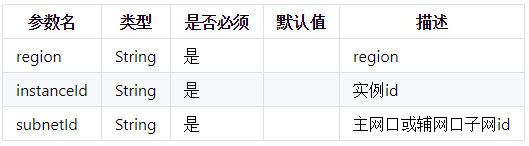 参数名 类型 是否必须 默认值 描述
region String 是 region
instanceId String 是 实例id
subnetId String 是 主网口或辅网口子网id